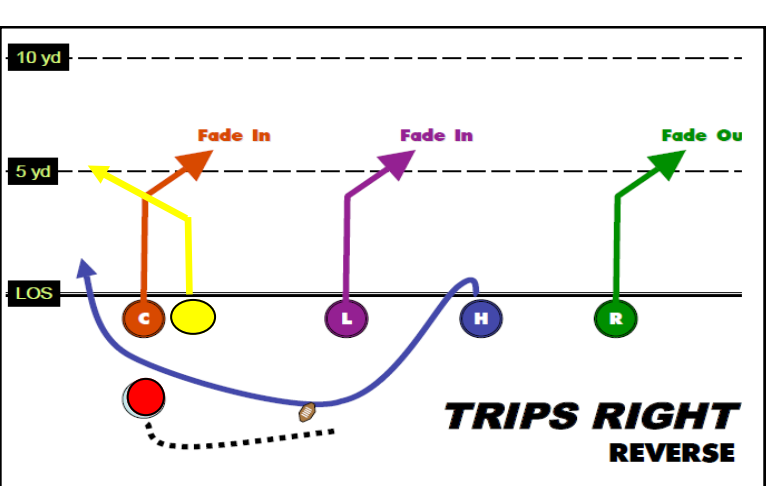 10 yd
Fade In
Fade In
Fade Ou
5 yd
LOS
C
L
H
R
TRIPS RIGHT
REVERSE